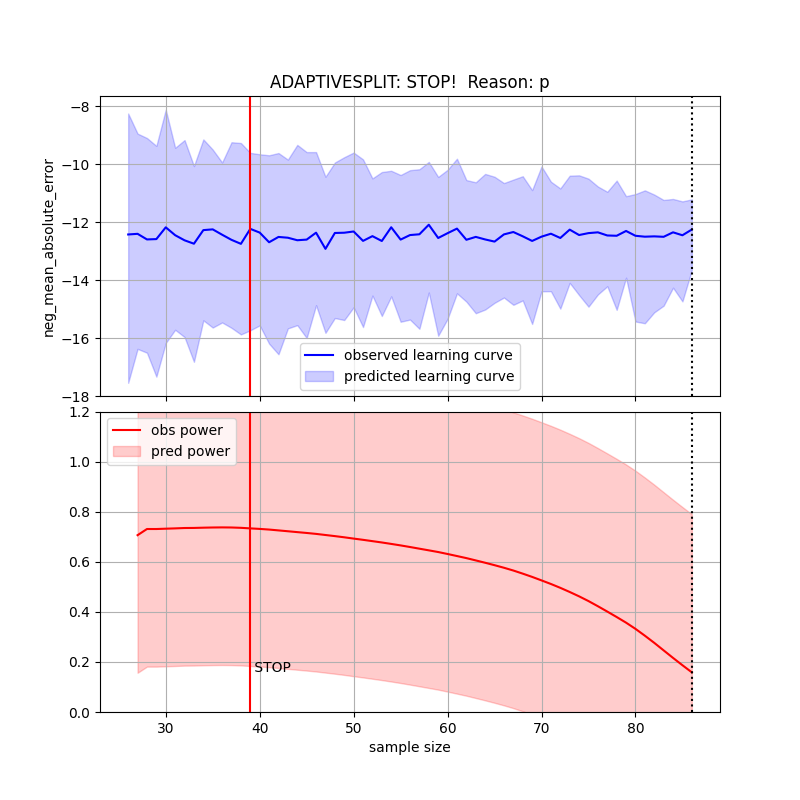 ADAPTIVESPLIT: STOP!  Reason: p
neg_mean_absolute_error
−8
−10
−12
−14
−16
−18
observed learning curve
predicted learning curve
1.2
1.0
0.8
0.6
0.4
0.2
0.0
obs power
pred power
STOP
30 40 50 60 70 80
sample size